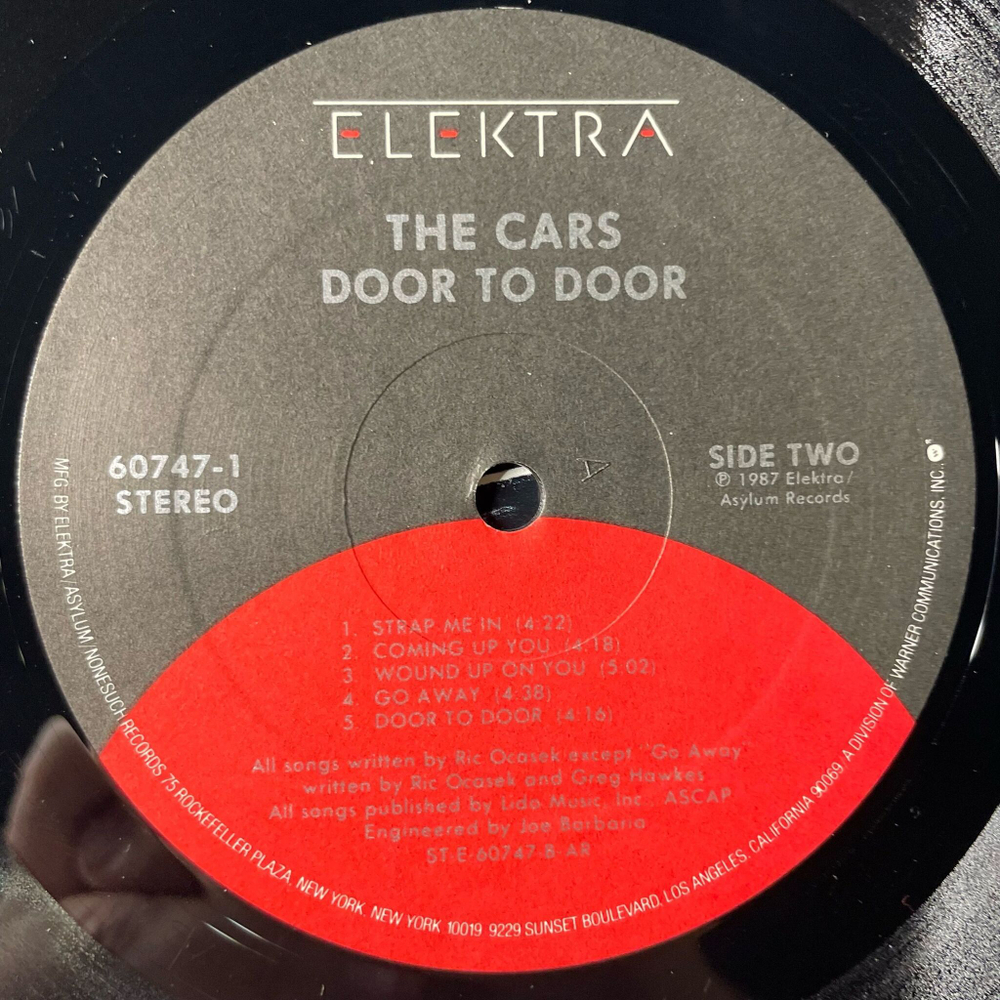 ELEKTRA
THE CARS
DOOR TO DOOR
60747-1
STEREO
SIDE TWO
℗ 1987 Elektra/
Asylum Records
A
1. STRAP ME IN (4:22)
2. COMING UP YOU (4:18)
3. WOUND UP ON YOU (5:02)
4. GO AWAY (4:38)
5. DOOR TO DOOR (4:16)
All songs written by Ric Ocasek except "Go Away"
written by Ric Ocasek and Greg Hawkes
All songs published by Lido Music, Inc., ASCAP
Engineered by Joe Barbaria
ST-E-60747-B-AR
MFG. BY ELEKTRA/ASYLUM/NONESUCH RECORDS 75 ROCKEFELLER PLAZA, NEW YORK, NEW YORK 10019 9229 SUNSET BOULEVARD, LOS ANGELES, CALIFORNIA 90069 A DIVISION OF WARNER COMMUNICATIONS, INC. W